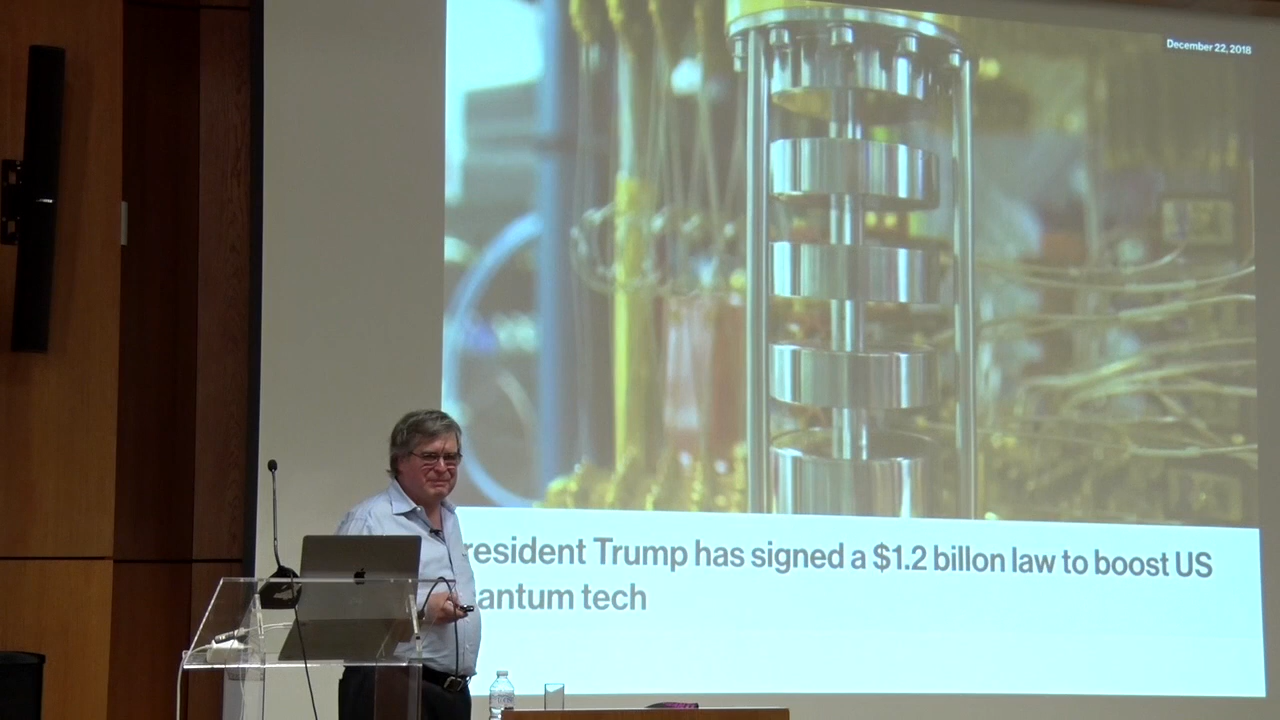 December 22, 2018
resident Trump has signed a $1.2 billon law to boost US
antum tech